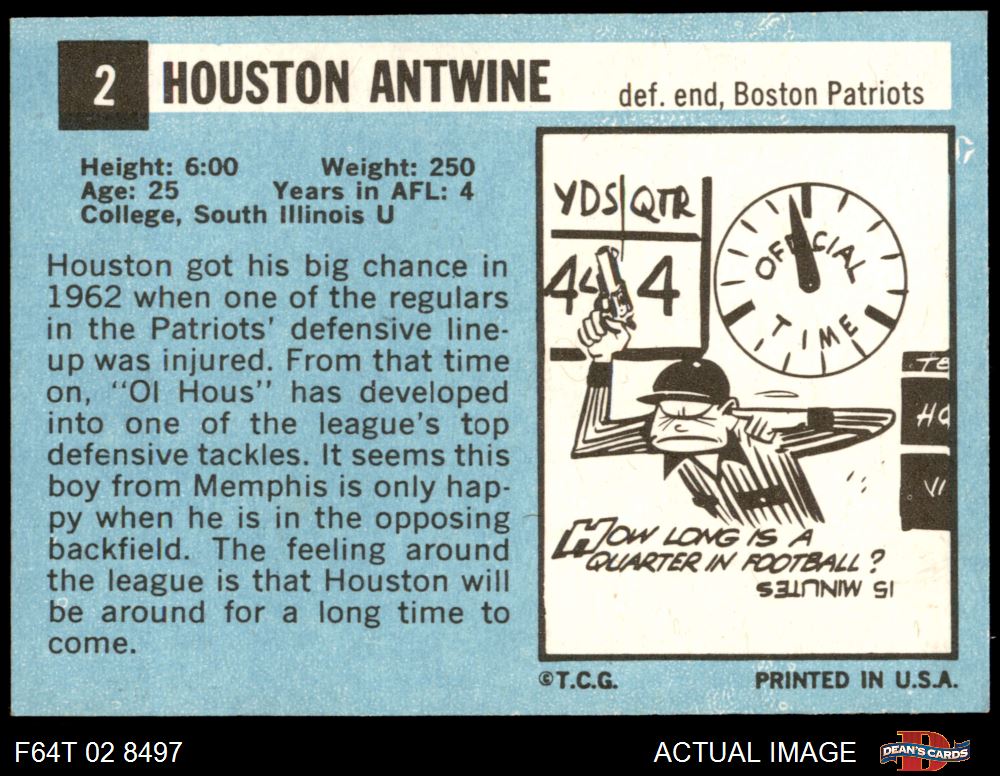 2
HOUSTON ANTWINE
def. end, Boston Patriots
Height: 6:00 Weight: 250
Age: 25 Years in AFL: 4
College, South Illinois U
Houston got his big chance in
1962 when one of the regulars
in the Patriots' defensive line-
up was injured. From that time
on, "Ol Hous" has developed
into one of the league's top
defensive tackles. It seems this
boy from Memphis is only hap-
py when he is in the opposing
backfield. The feeling around
the league is that Houston will
be around for a long time to
come.
YDS QTR
4 4
OFFICIAL
TIME
HO
VI
HOW LONG IS A
QUARTER IN FOOTBALL?
15 MINUTES
©T.C.G. PRINTED IN U.S.A.
F64T 02 8497 ACTUAL IMAGE
DEAN'S CARDS